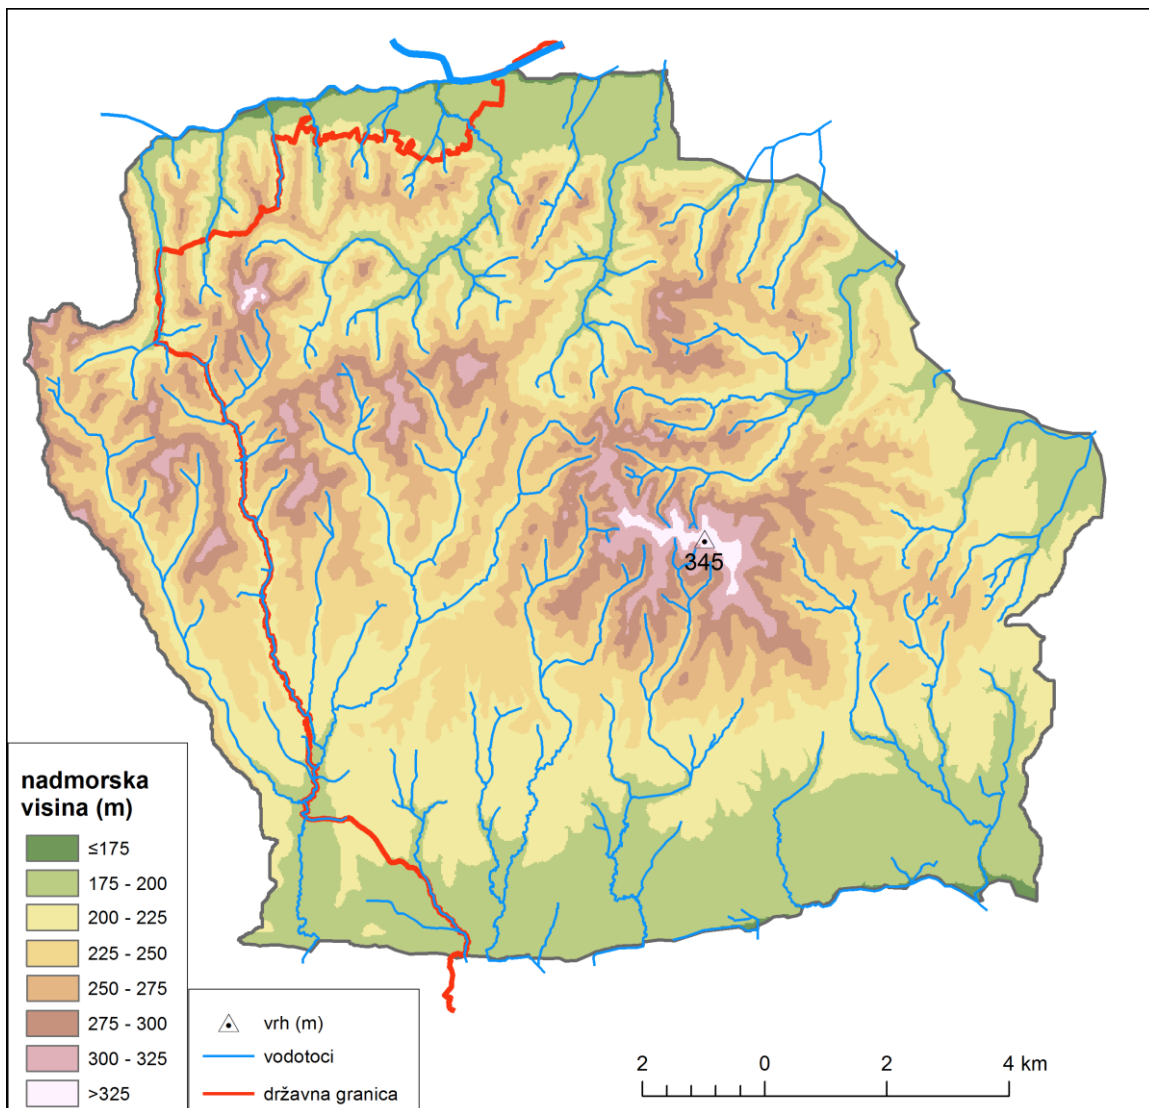 345
nadmorska
visina (m)
≤175
175 - 200
200 - 225
225 - 250
250 - 275
275 - 300
300 - 325
>325
vrh (m)
vodotoci
državna granica
2 0 2 4 km